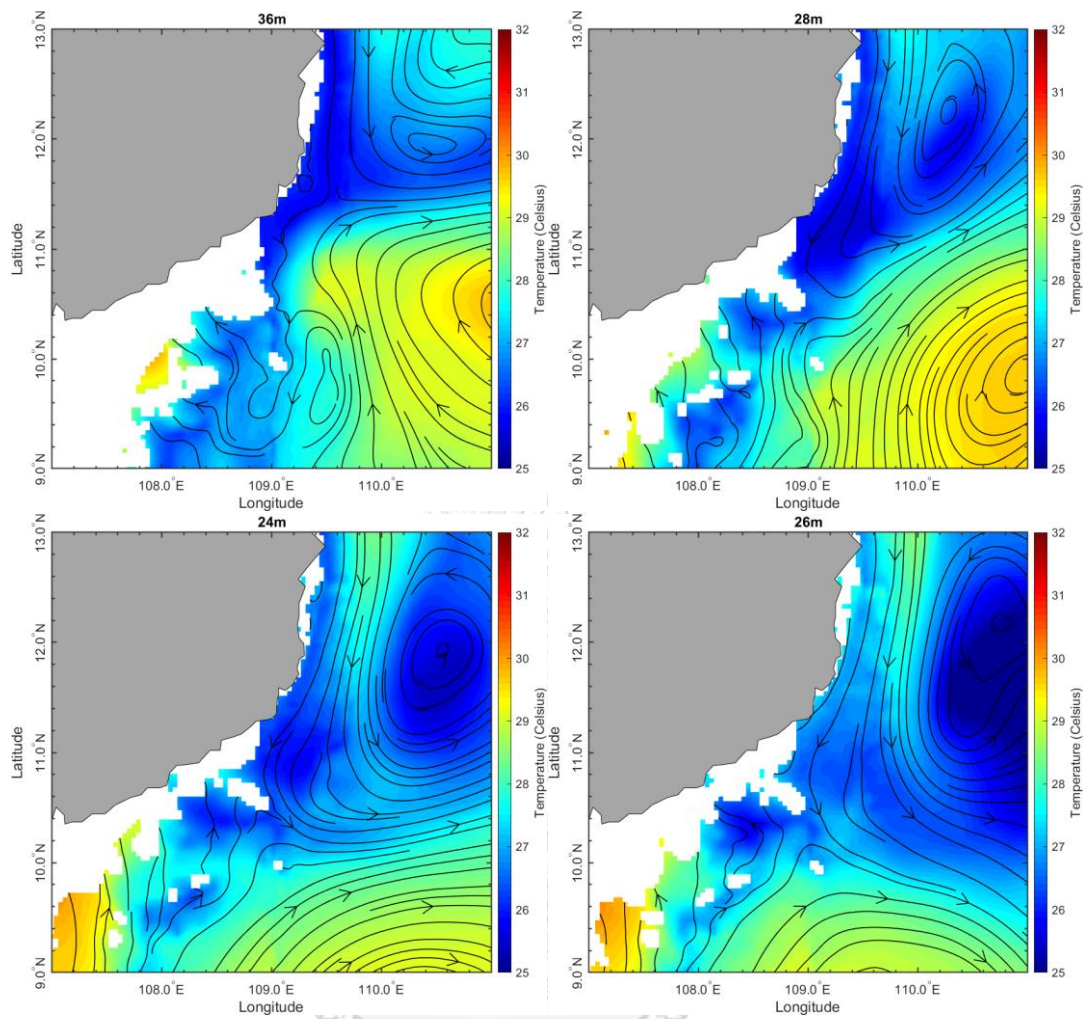 36m
13.0°N
12.0°N
11.0°N
10.0°N
9.0°N
Latitude
108.0°E
109.0°E
110.0°E
Longitude
32
31
30
29
28
27
26
25
Temperature (Celsius)
28m
13.0°N
12.0°N
11.0°N
10.0°N
9.0°N
Latitude
108.0°E
109.0°E
110.0°E
Longitude
32
31
30
29
28
27
26
25
Temperature (Celsius)
24m
13.0°N
12.0°N
11.0°N
10.0°N
9.0°N
Latitude
108.0°E
109.0°E
110.0°E
Longitude
32
31
30
29
28
27
26
25
Temperature (Celsius)
26m
13.0°N
12.0°N
11.0°N
10.0°N
9.0°N
Latitude
108.0°E
109.0°E
110.0°E
Longitude
32
31
30
29
28
27
26
25
Temperature (Celsius)